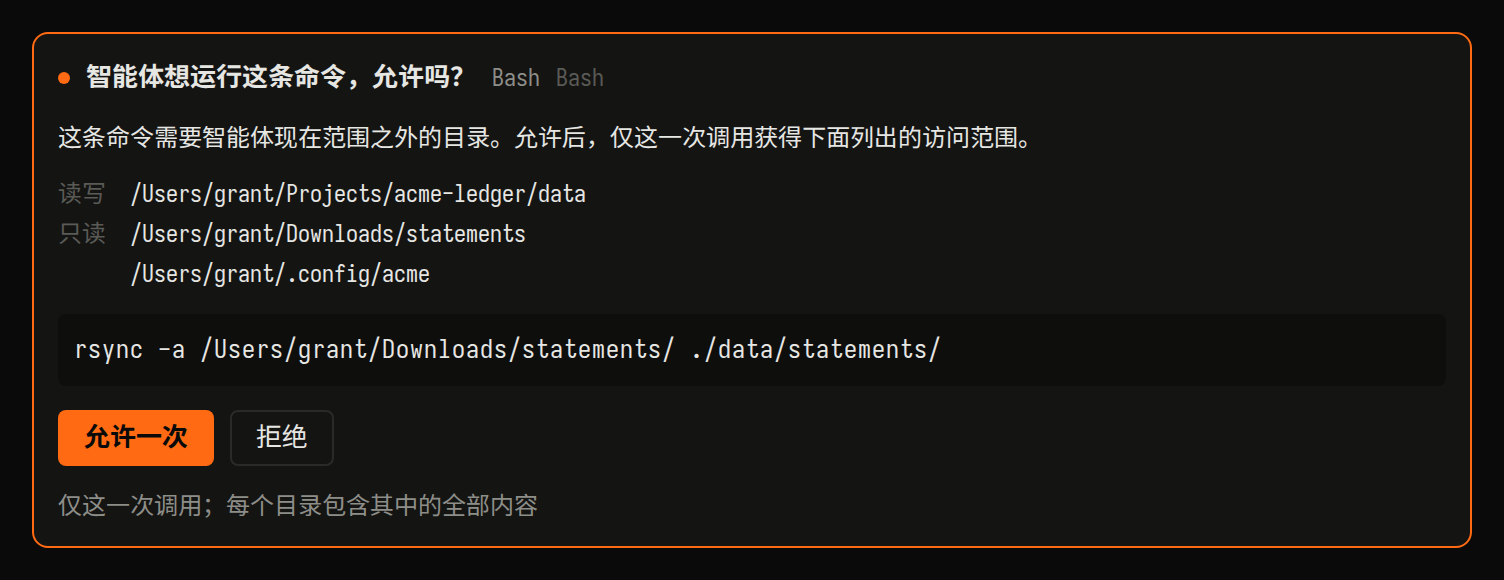 智能体想运行这条命令，允许吗？ Bash Bash
这条命令需要智能体现在范围之外的目录。允许后，仅这一次调用获得下面列出的访问范围。
读写 /Users/grant/Projects/acme-ledger/data
只读 /Users/grant/Downloads/statements
/Users/grant/.config/acme
rsync -a /Users/grant/Downloads/statements/ ./data/statements/
允许一次 拒绝
仅这一次调用；每个目录包含其中的全部内容